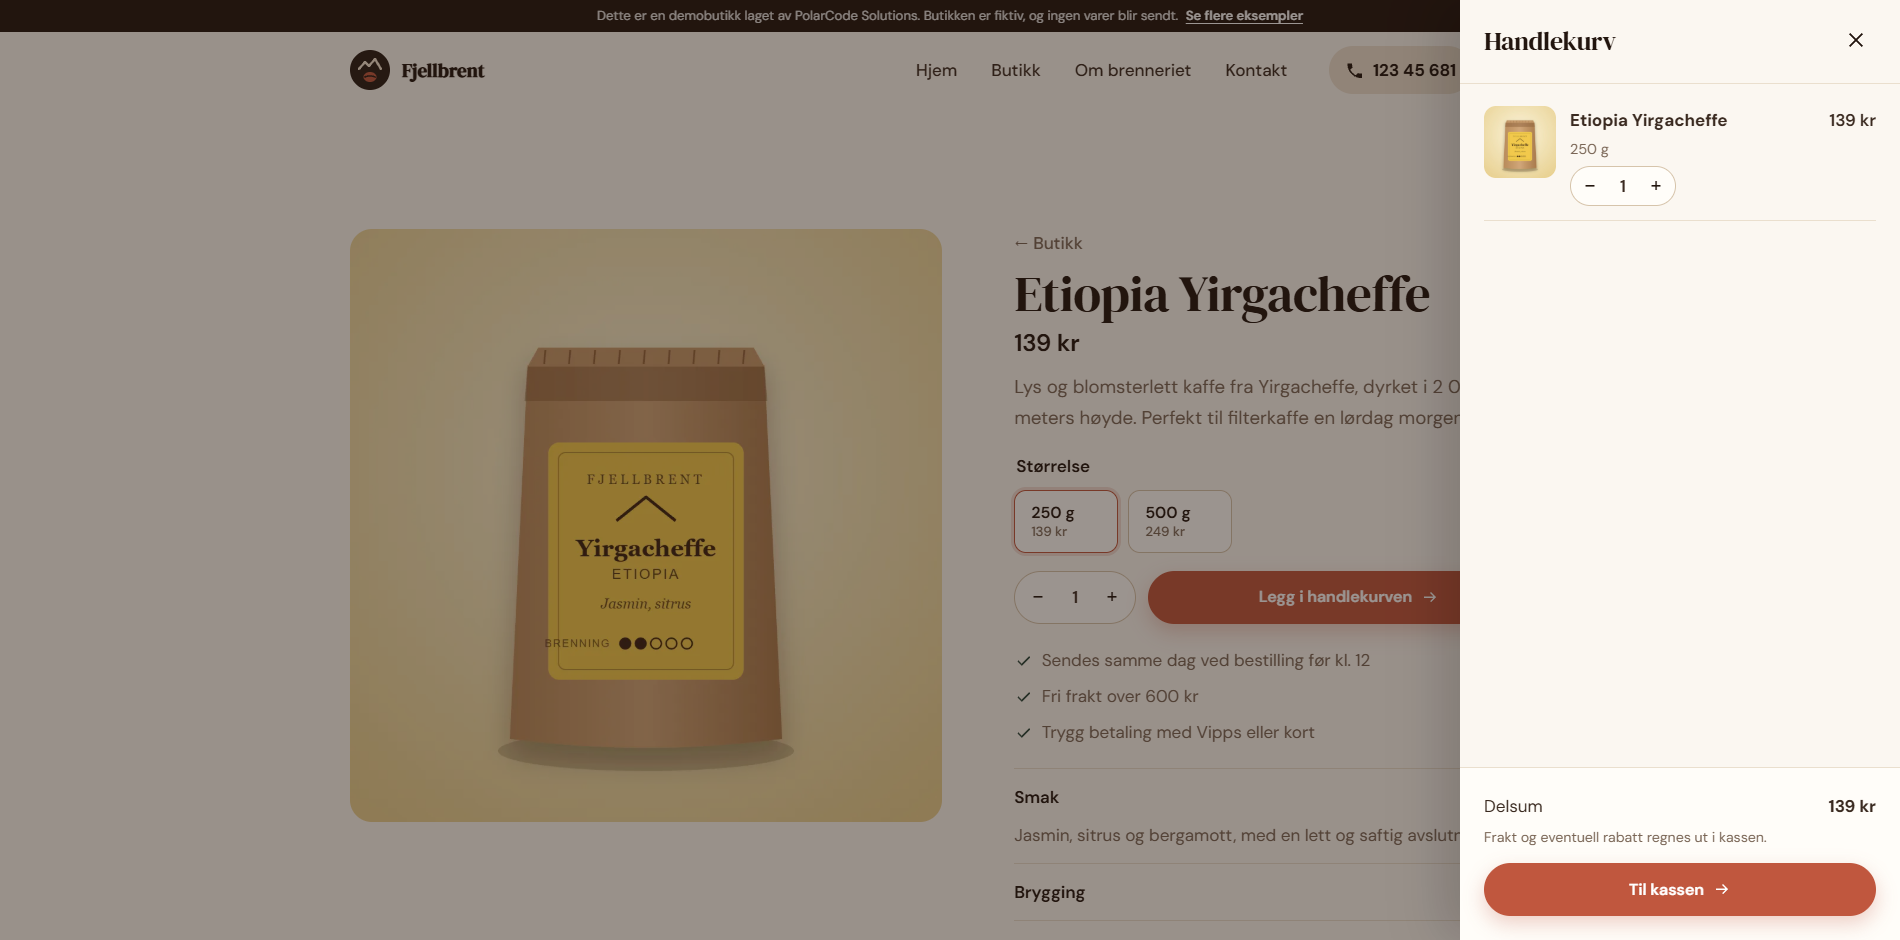 Dette er en demobutikk laget av PolarCode Solutions. Butikken er fiktiv, og ingen varer blir sendt. Se flere eksempler
Fjellbrent
Hjem Butikk Om brenneriet Kontakt 123 45 681
← Butikk
Etiopia Yirgacheffe
139 kr
Lys og blomsterlett kaffe fra Yirgacheffe, dyrket i 2
meters høyde. Perfekt til filterkaffe en lørdag morgen
Størrelse
250 g
139 kr
500 g
249 kr
− 1 +
Legg i handlekurven →
Sendes samme dag ved bestilling før kl. 12
Fri frakt over 600 kr
Trygg betaling med Vipps eller kort
Smak
Jasmin, sitrus og bergamott, med en lett og saftig
Brygging
FJELLBRENT
Yirgacheffe
ETIOPIA
Jasmin, sitrus
BRENNING
Handlekurv
Etiopia Yirgacheffe 139 kr
250 g
− 1 +
Delsum 139 kr
Frakt og eventuell rabatt regnes ut i kassen.
Til kassen →